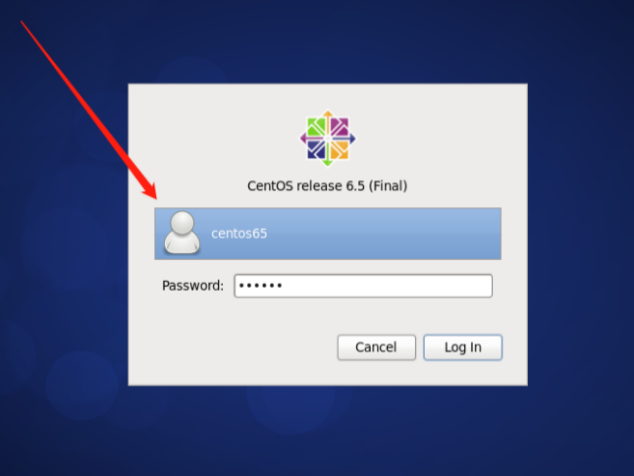 CentOS release 6.5 (Final)
centos65
Password: ••••••
Cancel Log In